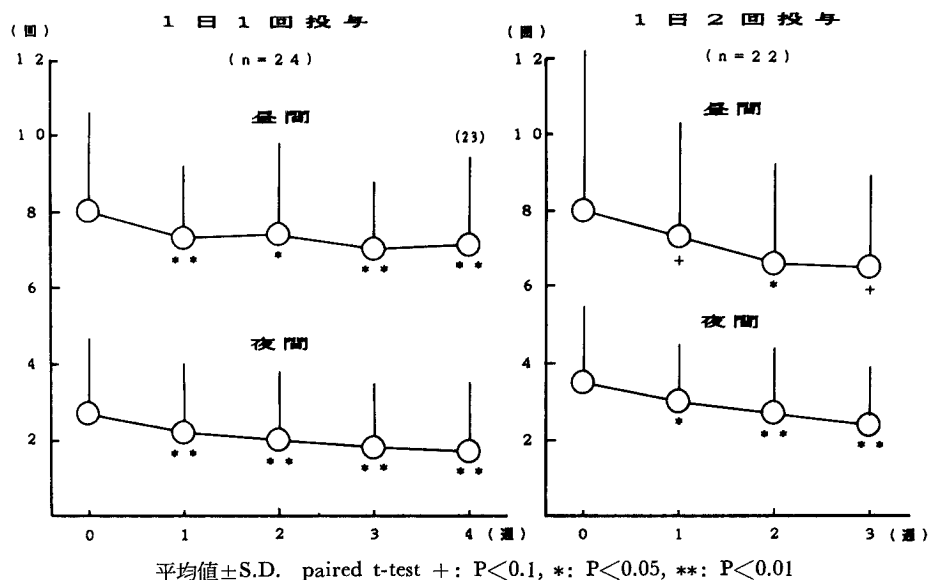 1日1回投与
(回)
(n=24)
12
昼間
(23)
10
8
** * ** **
6
夜間
4
2
** ** ** **
0 1 2 3 4 (週)
1日2回投与
(回)
(n=22)
12
昼間
10
8
+ * +
6
夜間
4
* ** **
2
0 1 2 3 (週)
平均値±S.D. paired t-test +: P<0.1, *: P<0.05, **: P<0.01